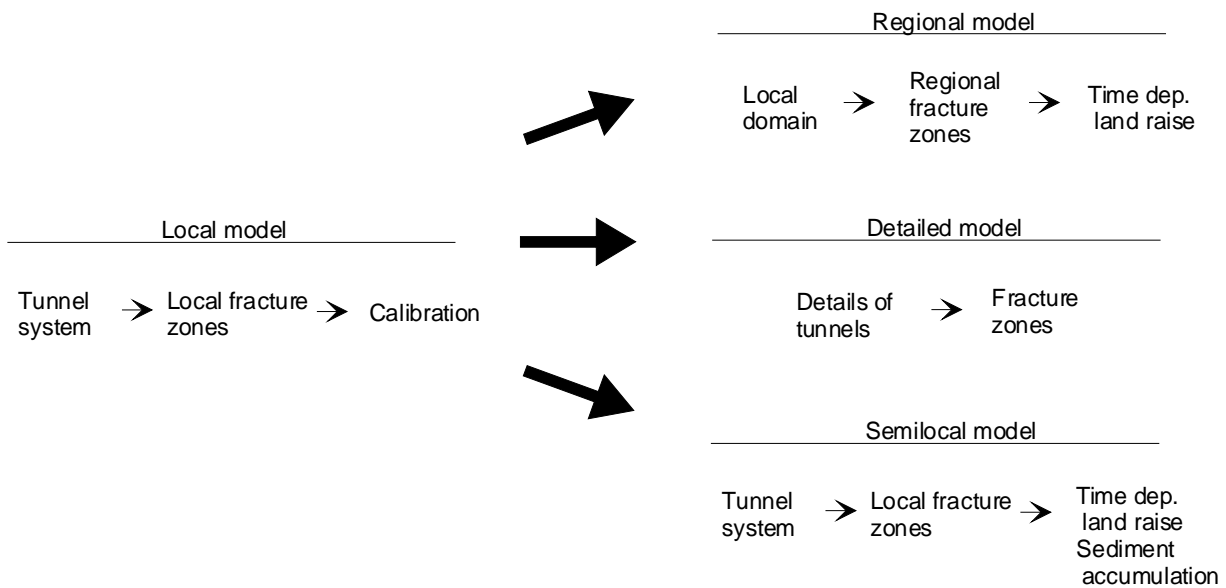 Regional model
Local
domain
Regional
fracture
zones
Time dep.
land raise
Local model
Tunnel
system
Local fracture
zones
Calibration
Detailed model
Details of
tunnels
Fracture
zones
Semilocal model
Tunnel
system
Local fracture
zones
Time dep.
land raise
Sediment
accumulation